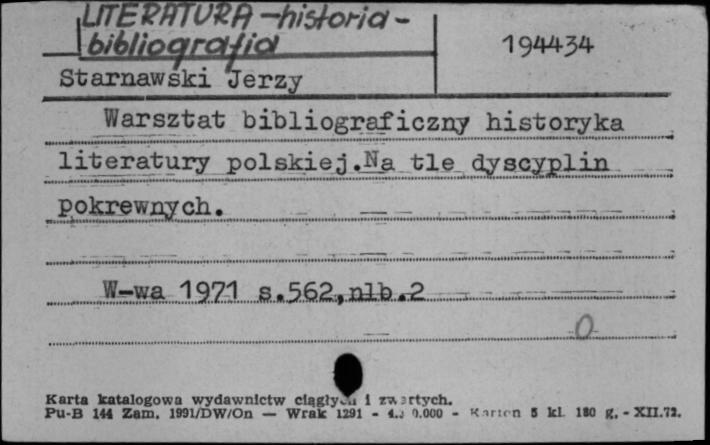 LITERATURA - historia -
bibliografia
194434
Starnawski Jerzy
Warsztat bibliograficzny historyka
literatury polskiej. Na tle dyscyplin
pokrewnych.
W-wa 1971 s.562,nlb.2
0
Karta katalogowa wydawnictw ciągłych i zwartych.
Pu-B 144 Zam. 1991/DW/On — Wrak 1291 - 0.000 - Karton 5 kl. 180 g. - XII.72.